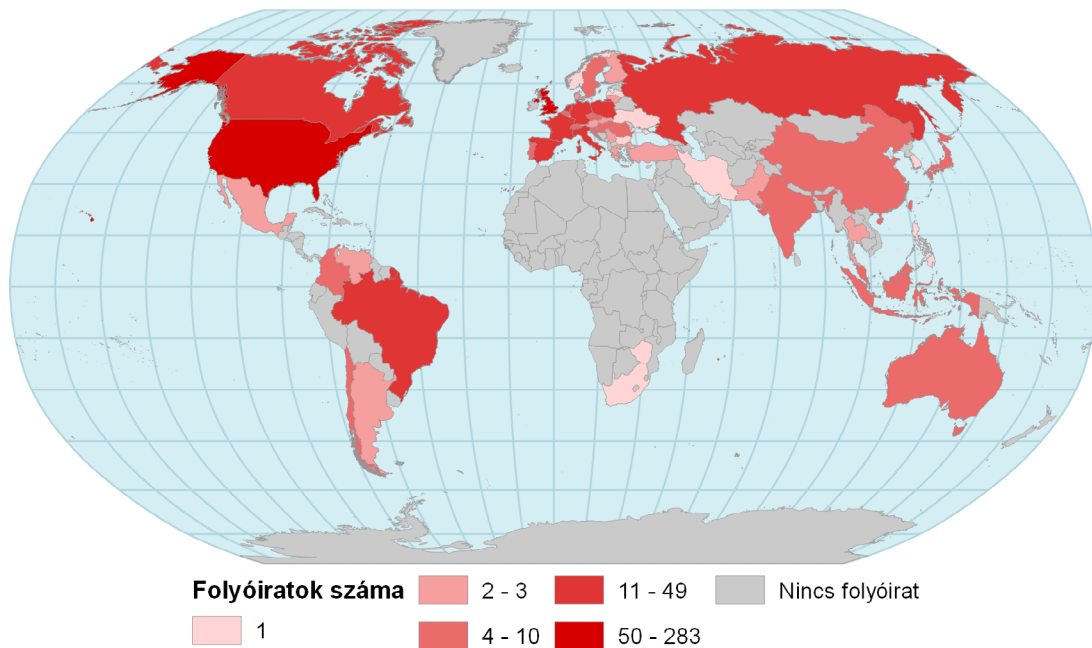 Folyóiratok száma
1
2 - 3
4 - 10
11 - 49
50 - 283
Nincs folyóirat